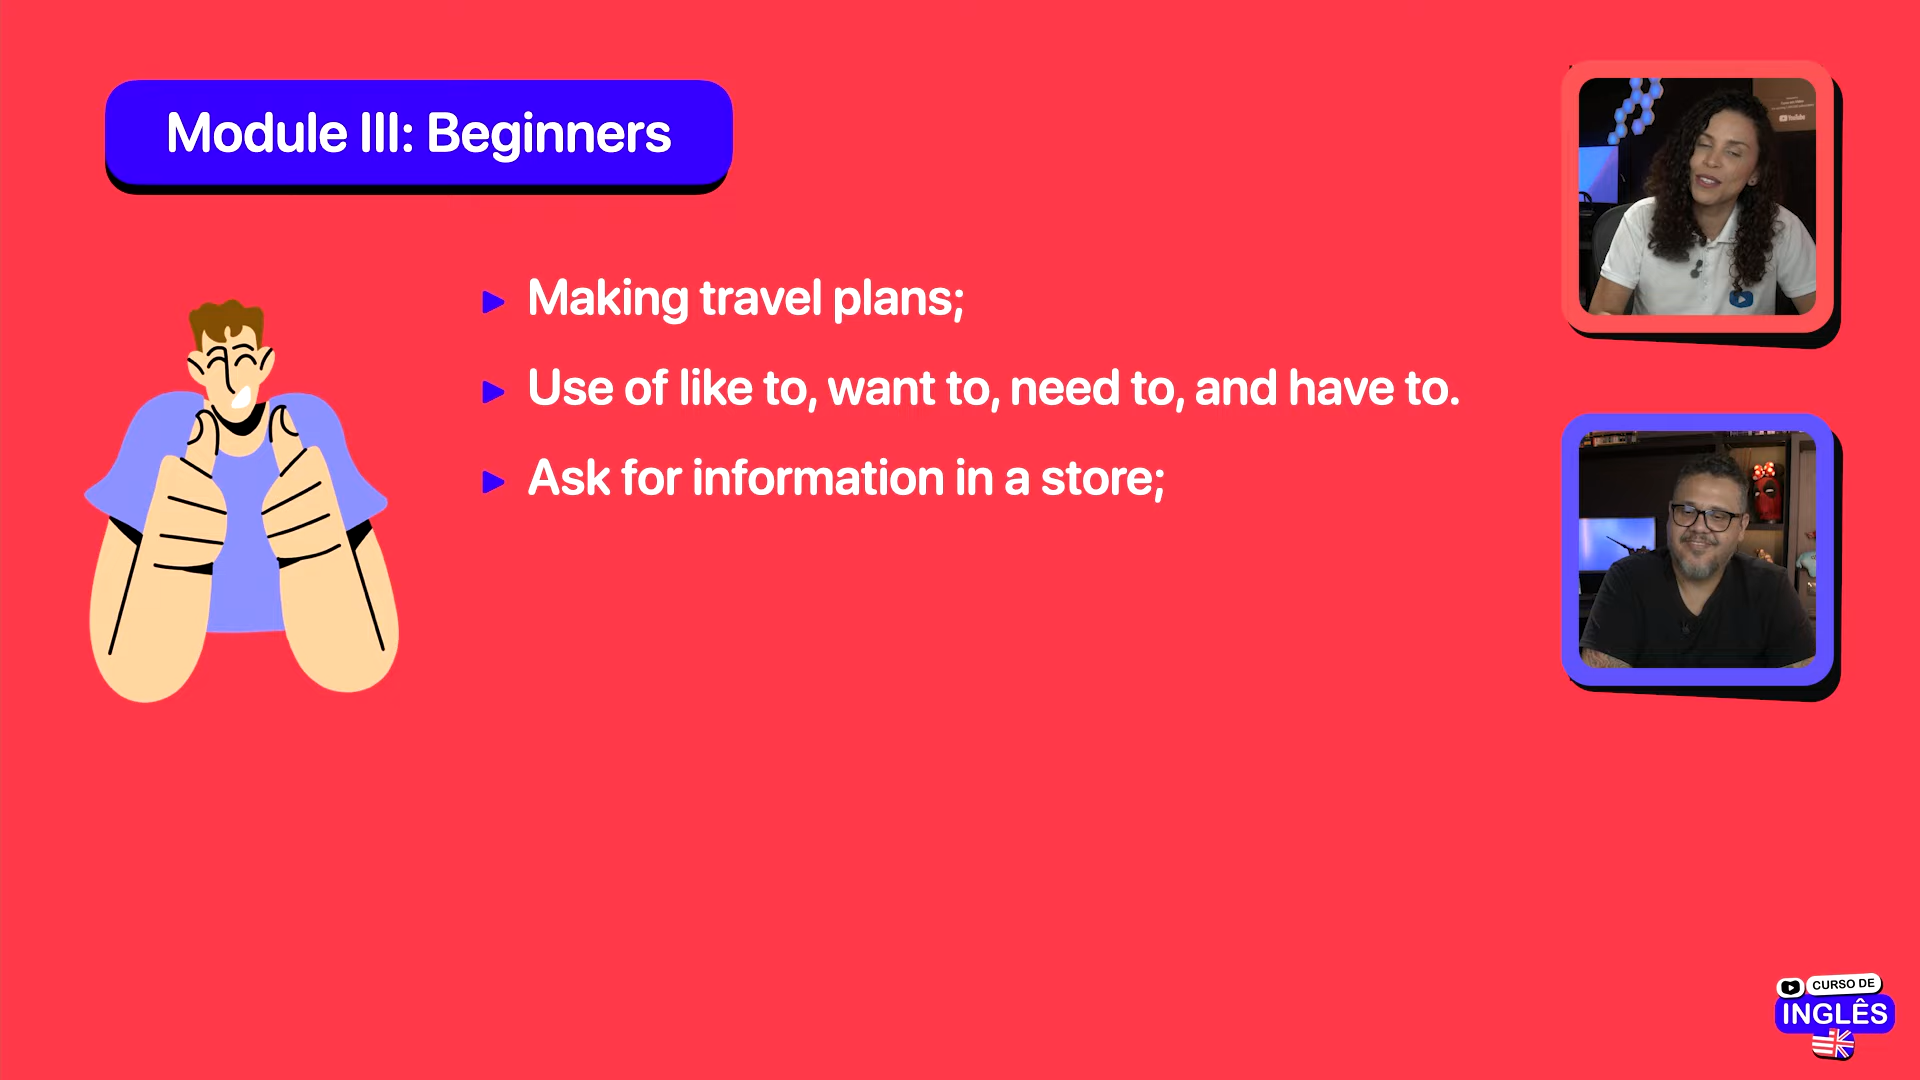 Module III: Beginners
Making travel plans;
Use of like to, want to, need to, and have to.
Ask for information in a store;
YouTube
CURSO DE
INGLÊS